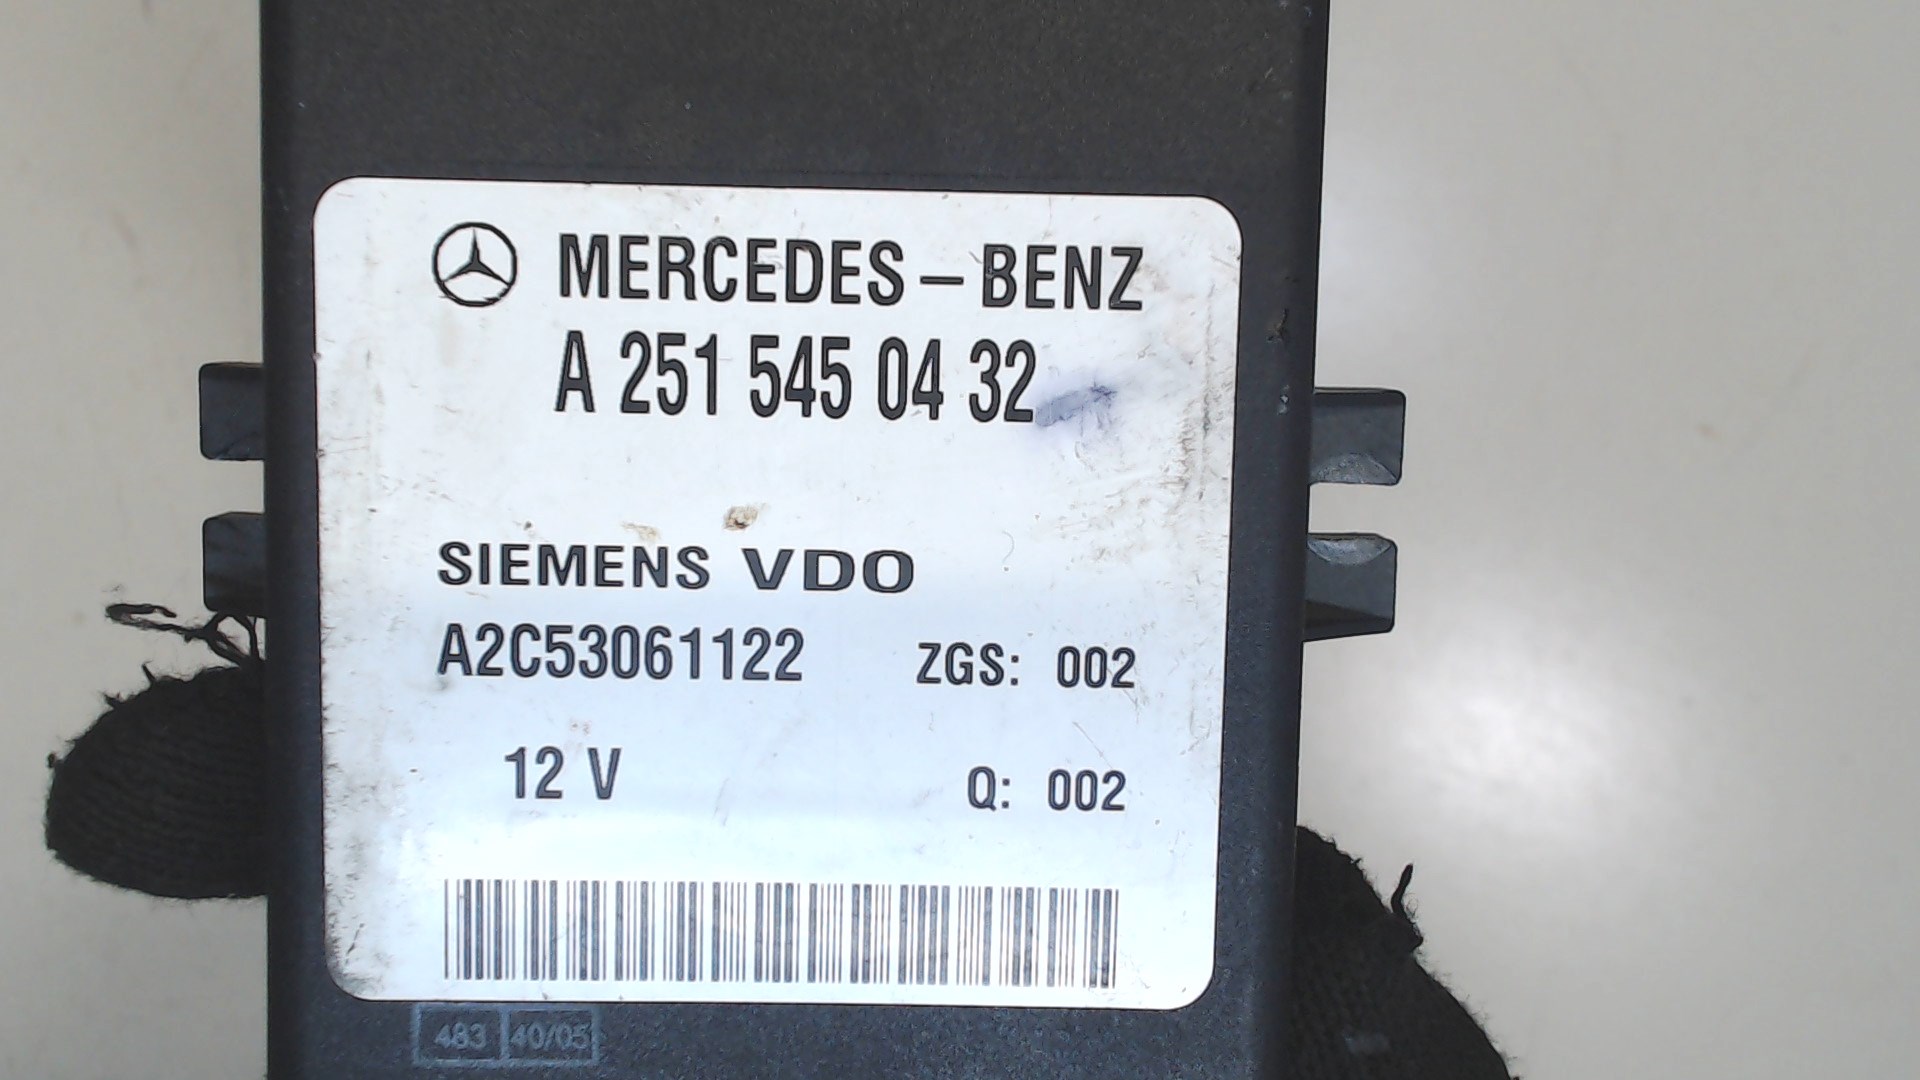 MERCEDES-BENZ
A 251 545 04 32
SIEMENS VDO
A2C53061122 ZGS: 002
12 V Q: 002
483 40/05